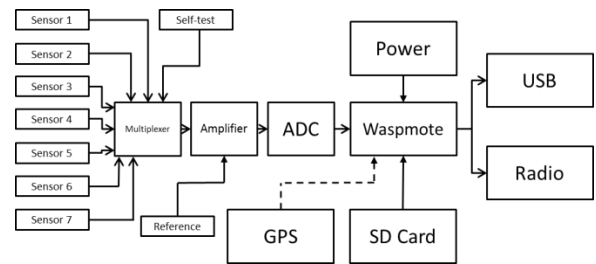 Sensor 1
Self-test
Sensor 2
Sensor 3
Sensor 4
Sensor 5
Sensor 6
Sensor 7
Multiplexer
Amplifier
ADC
Waspmote
Power
USB
Radio
Reference
GPS
SD Card